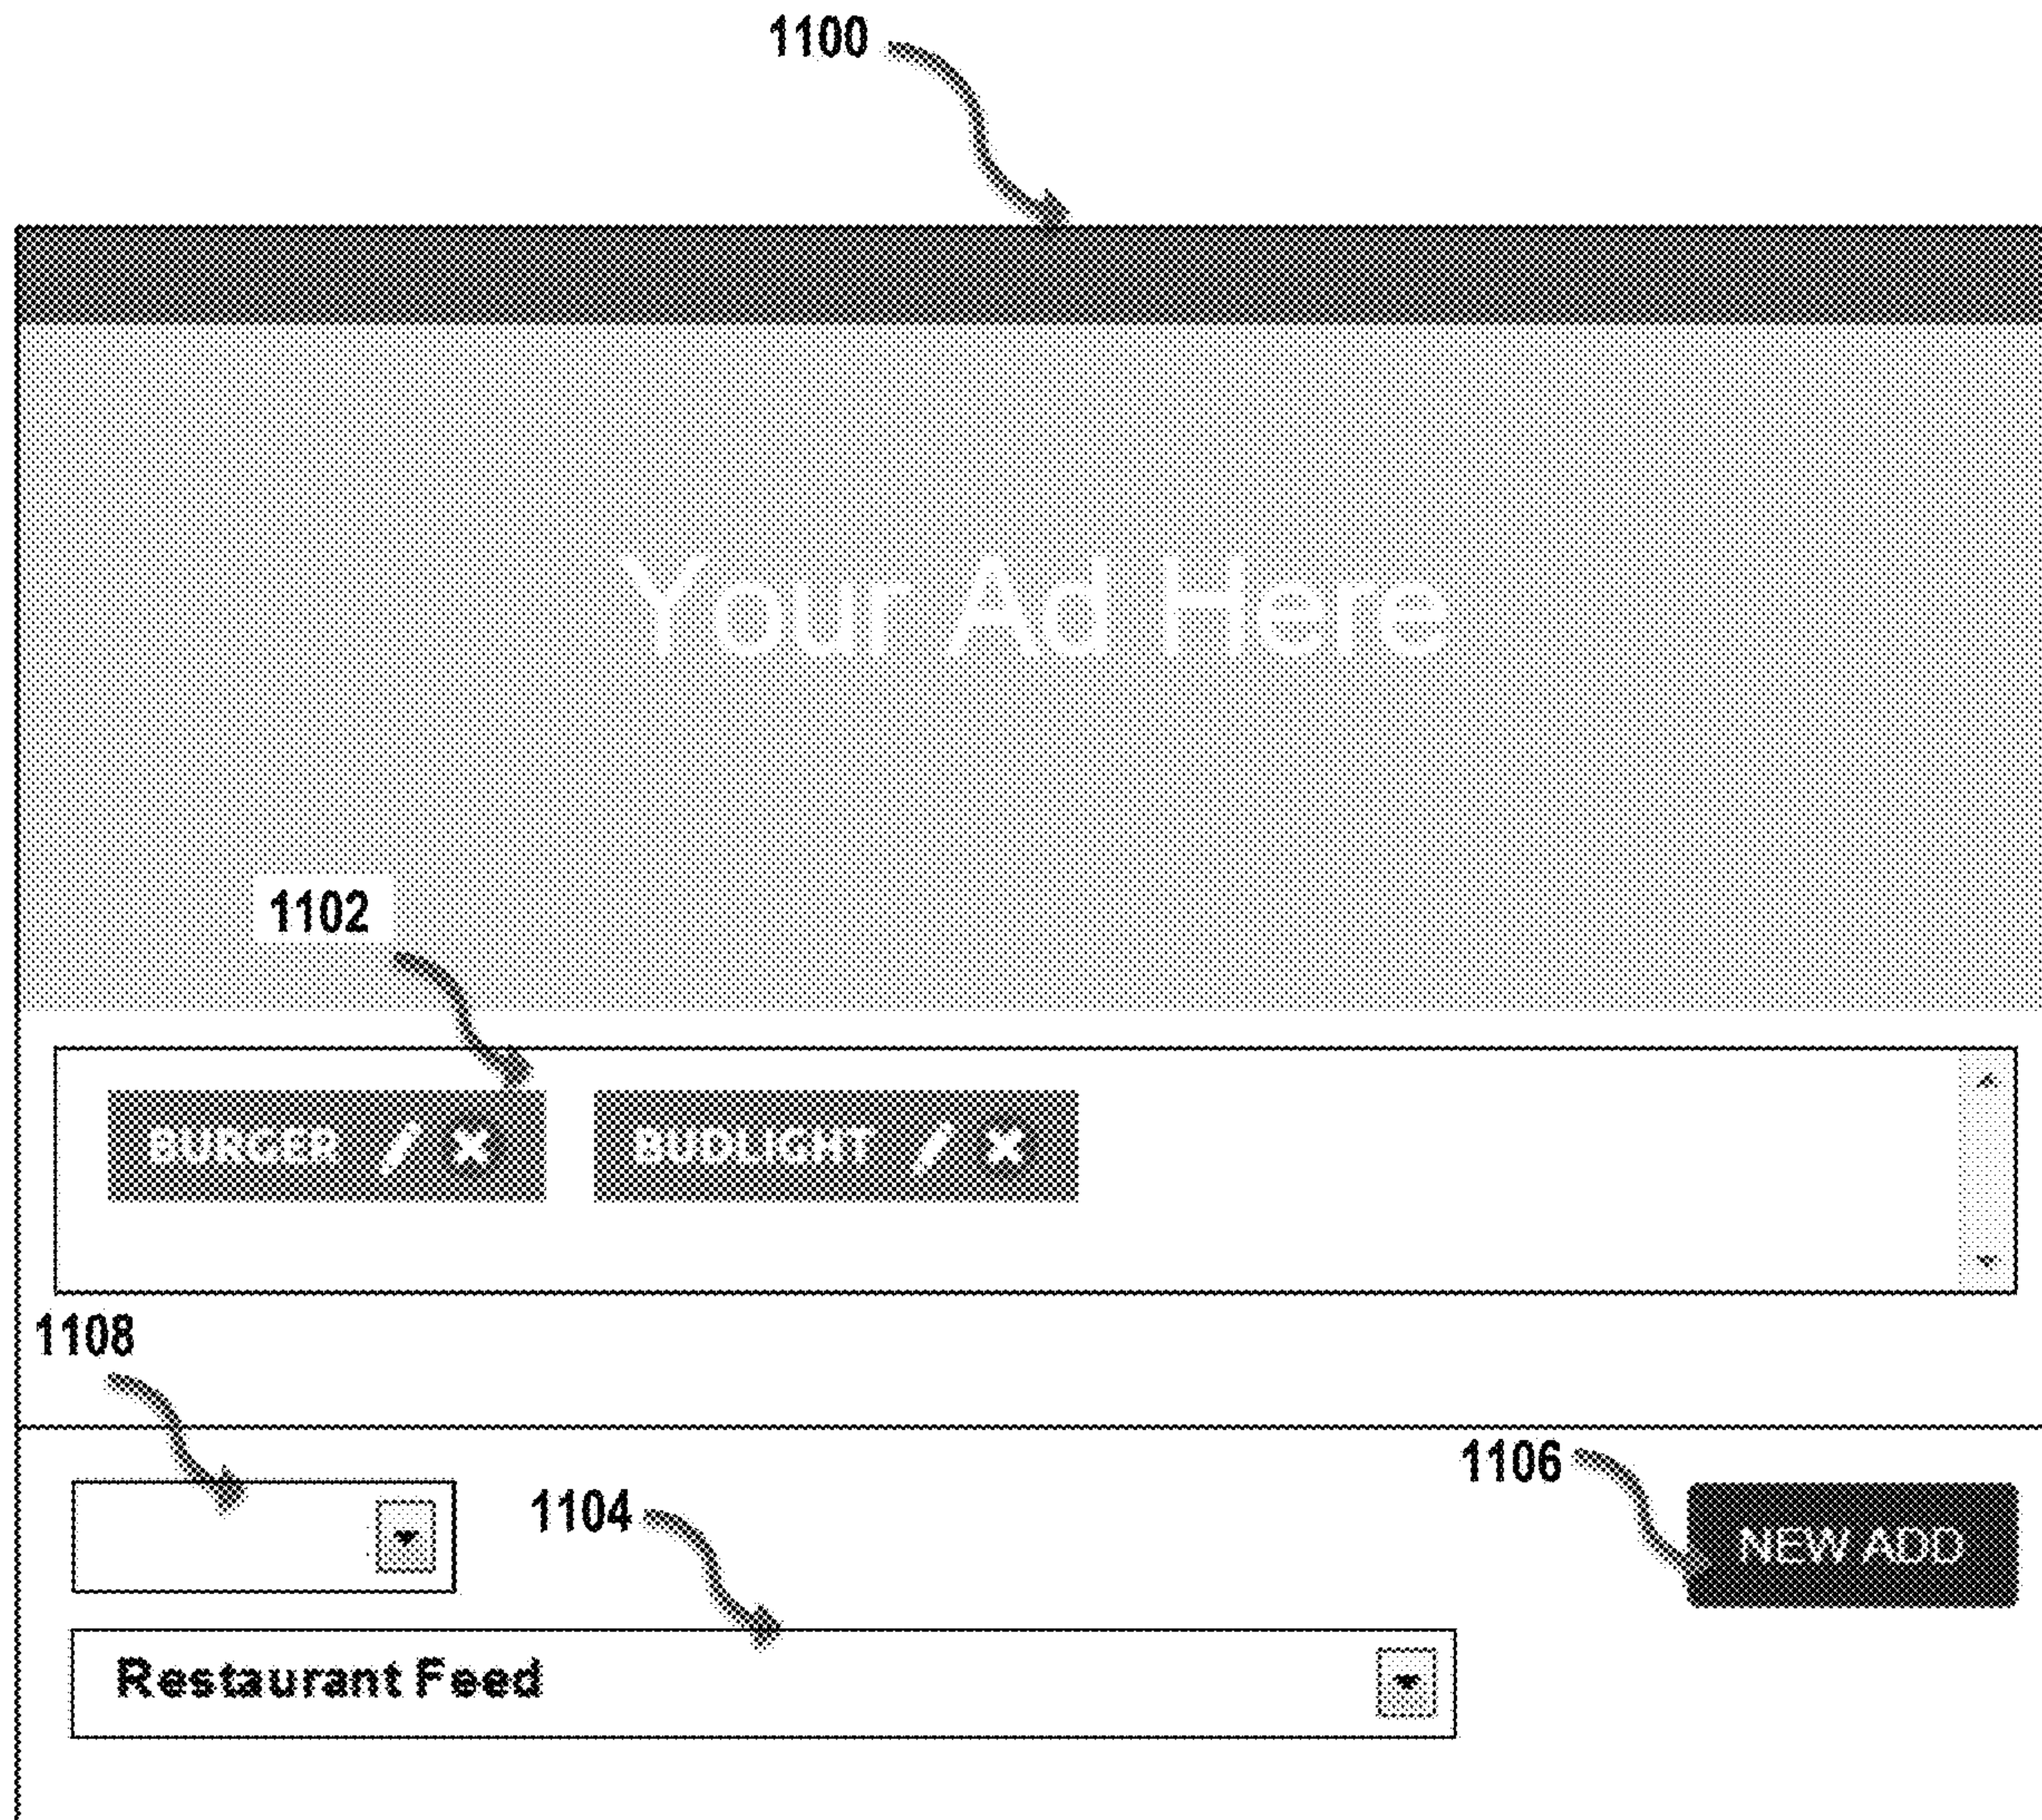 1100
Your Ad Here
1102
BURGER BUDLIGHT
1108
1106
1104
NEW ADD
Restaurant Feed